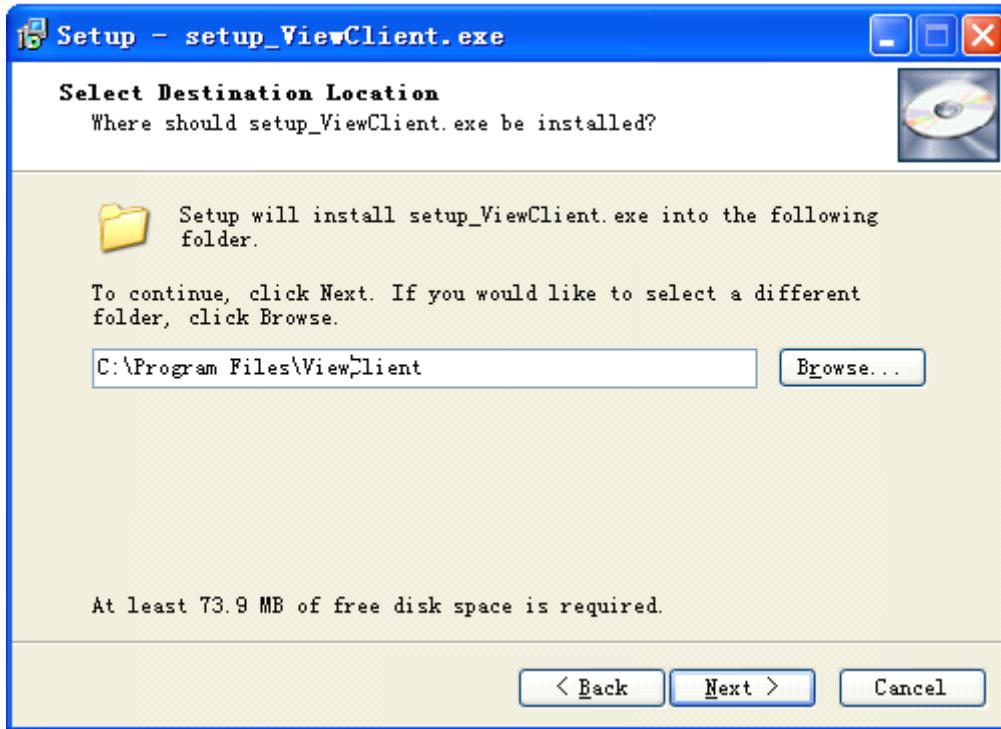 Setup - setup_ViewClient.exe
Select Destination Location
Where should setup_ViewClient.exe be installed?
Setup will install setup_ViewClient.exe into the following
folder.
To continue, click Next. If you would like to select a different
folder, click Browse.
C:\Program Files\ViewClient
Browse...
At least 73.9 MB of free disk space is required.
< Back
Next >
Cancel